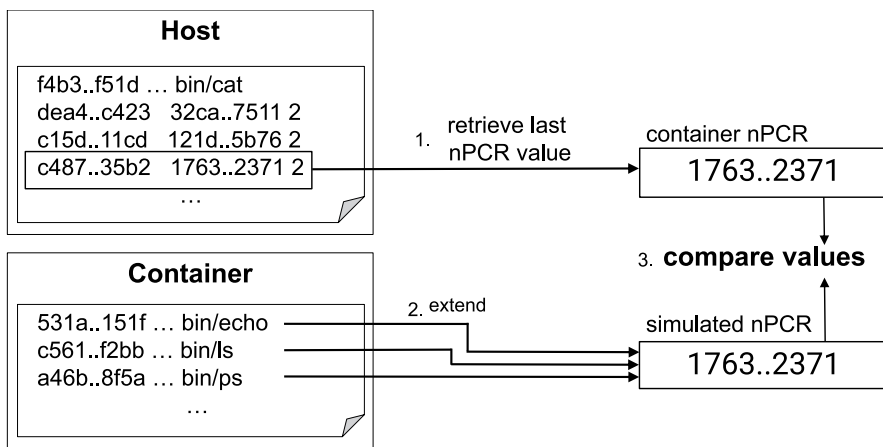 Host
f4b3..f51d … bin/cat
dea4..c423 32ca..7511 2
c15d..11cd 121d..5b76 2
c487..35b2 1763..2371 2
…
1. retrieve last
nPCR value
container nPCR
1763..2371
3. compare values
Container
531a..151f … bin/echo
c561..f2bb … bin/ls
a46b..8f5a … bin/ps
…
2. extend
simulated nPCR
1763..2371